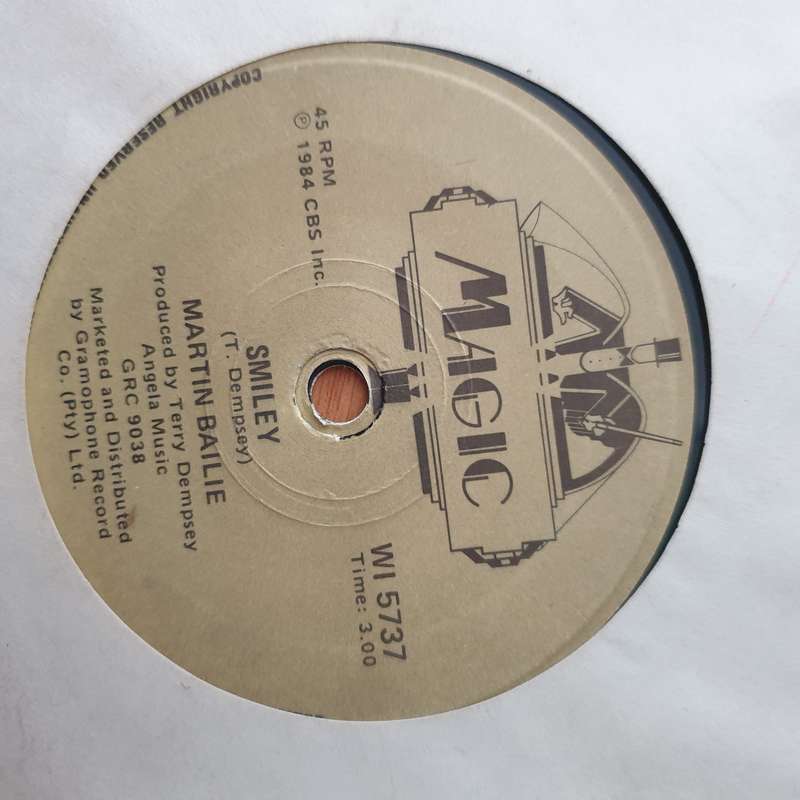 MAGIC
45 RPM
℗ 1984 CBS Inc.
WI 5737
Time: 3.00
SMILEY
(T. Dempsey)
MARTIN BAILIE
Produced by Terry Dempsey
Angela Music
GRC 9038
Marketed and Distributed
by Gramophone Record
Co. (Pty) Ltd.
COPYRIGHT RESERVED